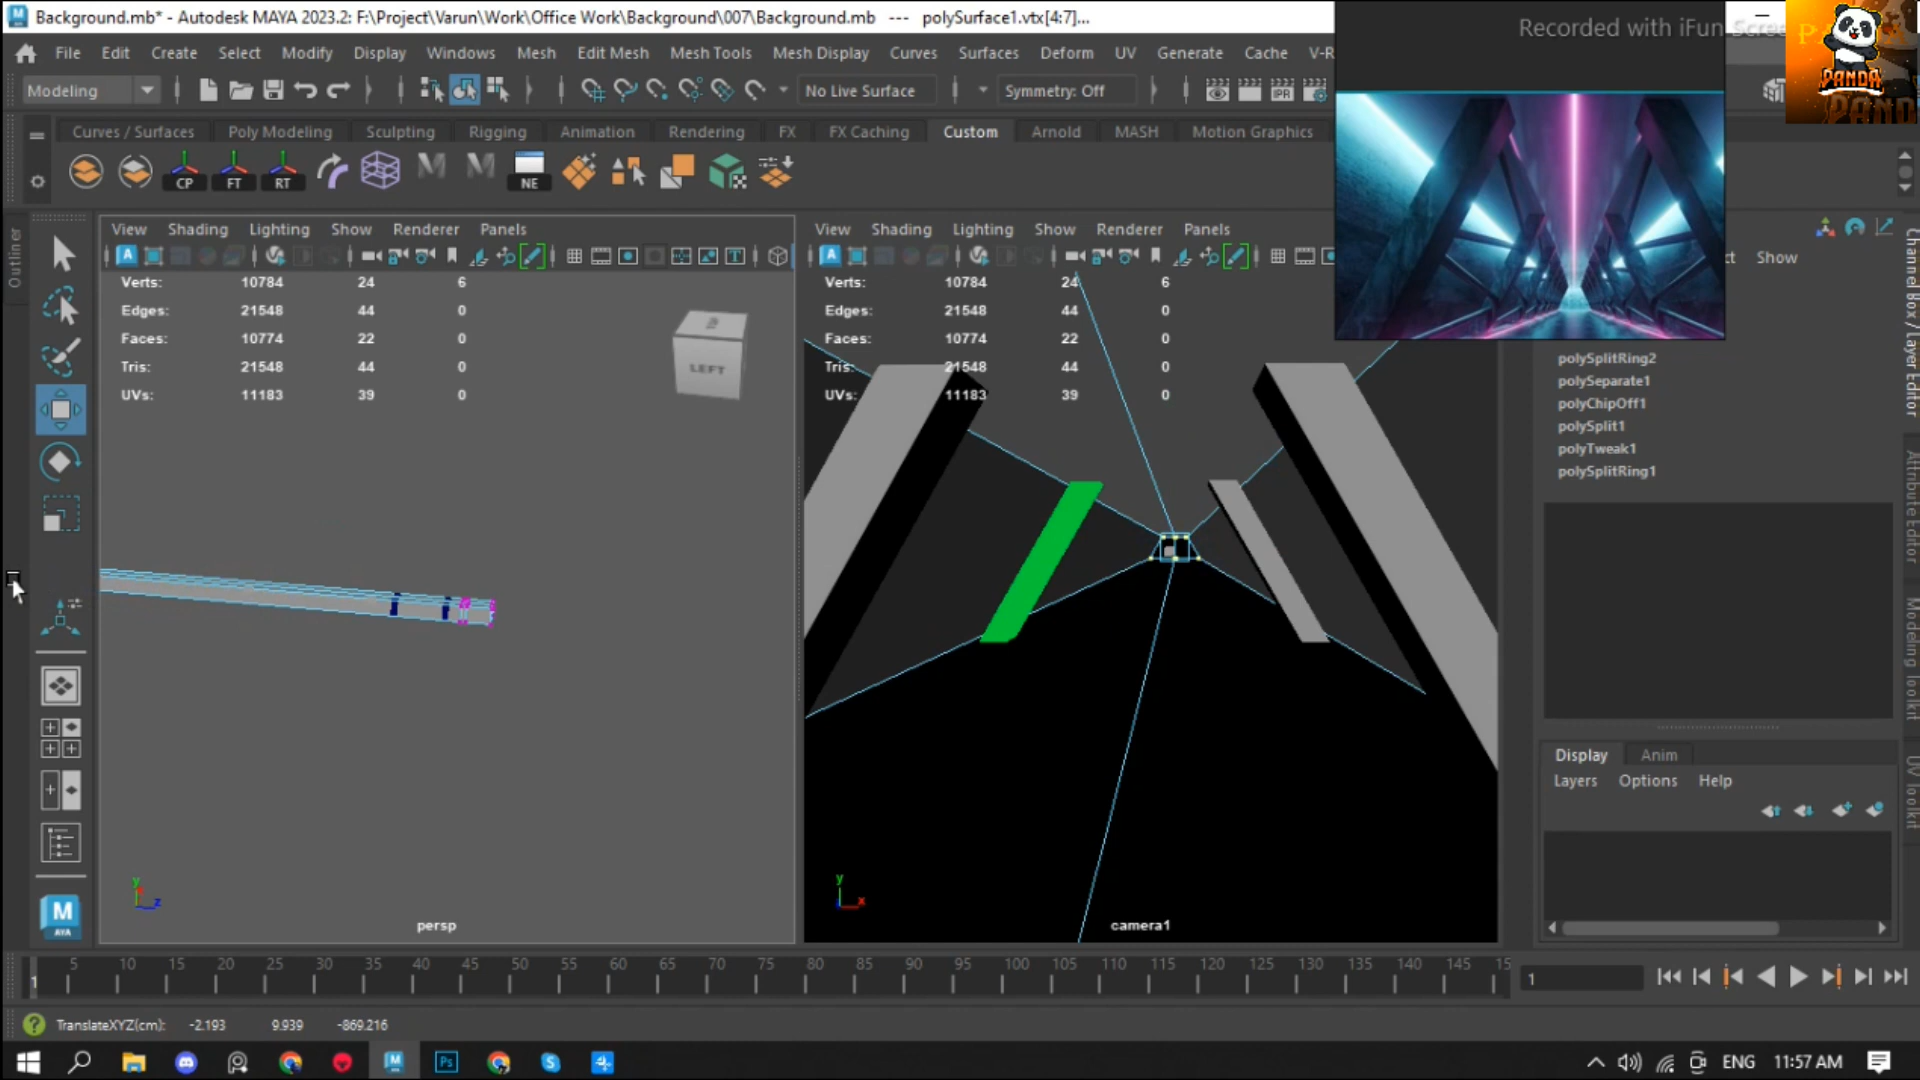 Background.mb* - Autodesk MAYA 2023.2: F:\Project\Varun\Work\Office Work\Background\007\Background.mb --- polySurface1.vtx[4:7]...
Recorded with iFun Scree
PANDA
File Edit Create Select Modify Display Windows Mesh Edit Mesh Mesh Tools Mesh Display Curves Surfaces Deform UV Generate Cache V-R
Modeling No Live Surface Symmetry: Off IPR
Curves / Surfaces Poly Modeling Sculpting Rigging Animation Rendering FX FX Caching Custom Arnold MASH Motion Graphics
CP FT RT NE
Outliner
View Shading Lighting Show Renderer Panels
Verts: 10784 24 6
Edges: 21548 44 0
Faces: 10774 22 0
Tris: 21548 44 0
UVs: 11183 39 0
LEFT
persp
View Shading Lighting Show Renderer Panels
Verts: 10784 24 6
Edges: 21548 44 0
Faces: 10774 22 0
Tris: 21548 44 0
UVs: 11183 39 0
camera1
Show
polySplitRing2
polySeparate1
polyChipOff1
polySplit1
polyTweak1
polySplitRing1
Display Anim
Layers Options Help
Channel Box / Layer Editor
Attribute Editor
Modeling Toolkit
UV Toolkit
1 5 10 15 20 25 30 35 40 45 50 55 60 65 70 75 80 85 90 95 100 105 110 115 120 125 130 135 140 145 15
1
TranslateXYZ(cm): -2.193 9.939 -869.216
ENG 11:57 AM